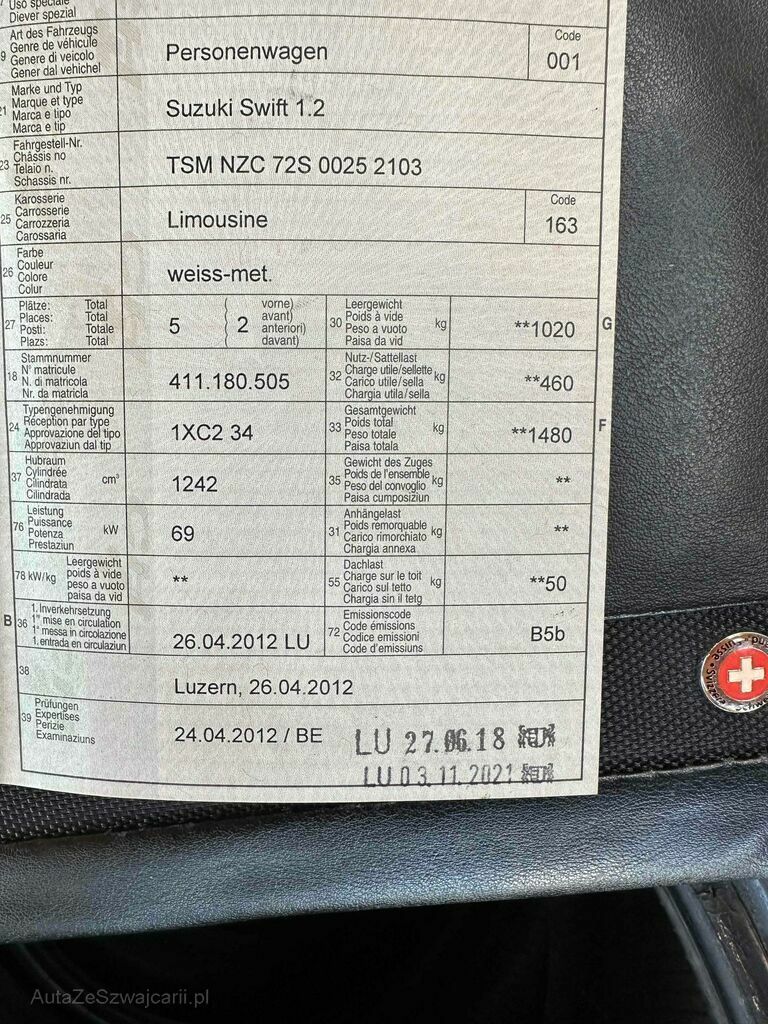 Uso speciale
Diever spezial
Art des Fahrzeugs
Genre de véhicule
Genere di veicolo
Gener dal vehichel
Personenwagen
Code
001
Marke und Typ
Marque et type
Marca e tipo
Marca e tip
Suzuki Swift 1.2
23
Fahrgestell-Nr.
Châssis no
Telaio n.
Schassis nr.
TSM NZC 72S 0025 2103
25
Karosserie
Carrosserie
Carrozzeria
Carossaria
Limousine
Code
163
26
Farbe
Couleur
Colore
Colur
weiss-met.
27
Plätze: Total
Places: Total
Posti: Totale
Plazs: Total
5
( vorne)
avant)
( 2 anteriori)
davant)
30
Leergewicht
Poids à vide
Peso a vuoto
Paisa da vid
kg
**1020
G
18
Stammnummer
N° matricule
N. di matricola
Nr. da matricla
411.180.505
32
Nutz-/Sattellast
Charge utile/sellette
Carico utile/sella
Chargia utila/sella
kg
**460
24
Typengenehmigung
Réception par type
Approvazione del tipo
Approvaziun dal tip
1XC2 34
33
Gesamtgewicht
Poids total
Peso totale
Paisa totala
kg
**1480
F
37
Hubraum
Cylindrée
Cilindrata
Cilindrada
cm³
1242
35
Gewicht des Zuges
Poids de l'ensemble
Peso del convoglio
Paisa cumposiziun
kg
**
76
Leistung
Puissance
Potenza
Prestaziun
kW
69
31
Anhängelast
Poids remorquable
Carico rimorchiato
Chargia annexa
kg
**
78 kW/kg
Leergewicht
poids à vide
peso a vuoto
paisa da vid
**
55
Dachlast
Charge sur le toit
Carico sul tetto
Chargia sin il tetg
kg
**50
B
36
1. Inverkehrsetzung
1re mise en circulation
1a messa in circolazione
1. entrada en circulaziun
26.04.2012 LU
72
Emissionscode
Code émissions
Codice emissioni
Code d'emissiuns
B5b
38
Luzern, 26.04.2012
39
Prüfungen
Expertises
Perizie
Examinaziuns
24.04.2012 / BE
LU 27.06.18
LU 03.11.2021
AutaZeSzwajcarii.pl